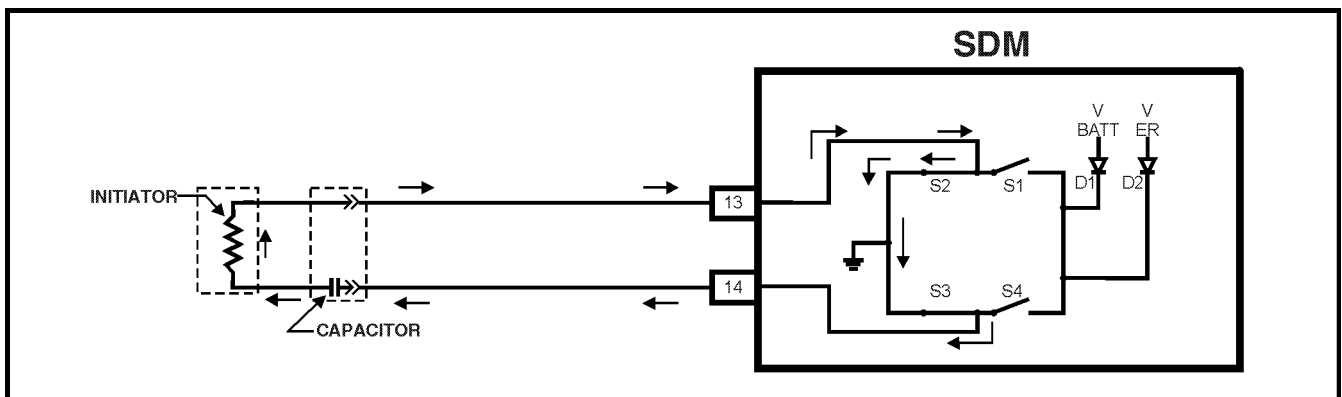 SDM
V V
BATT ER
INITIATOR
D1 D2
S2 S1
13
14
S3 S4
CAPACITOR